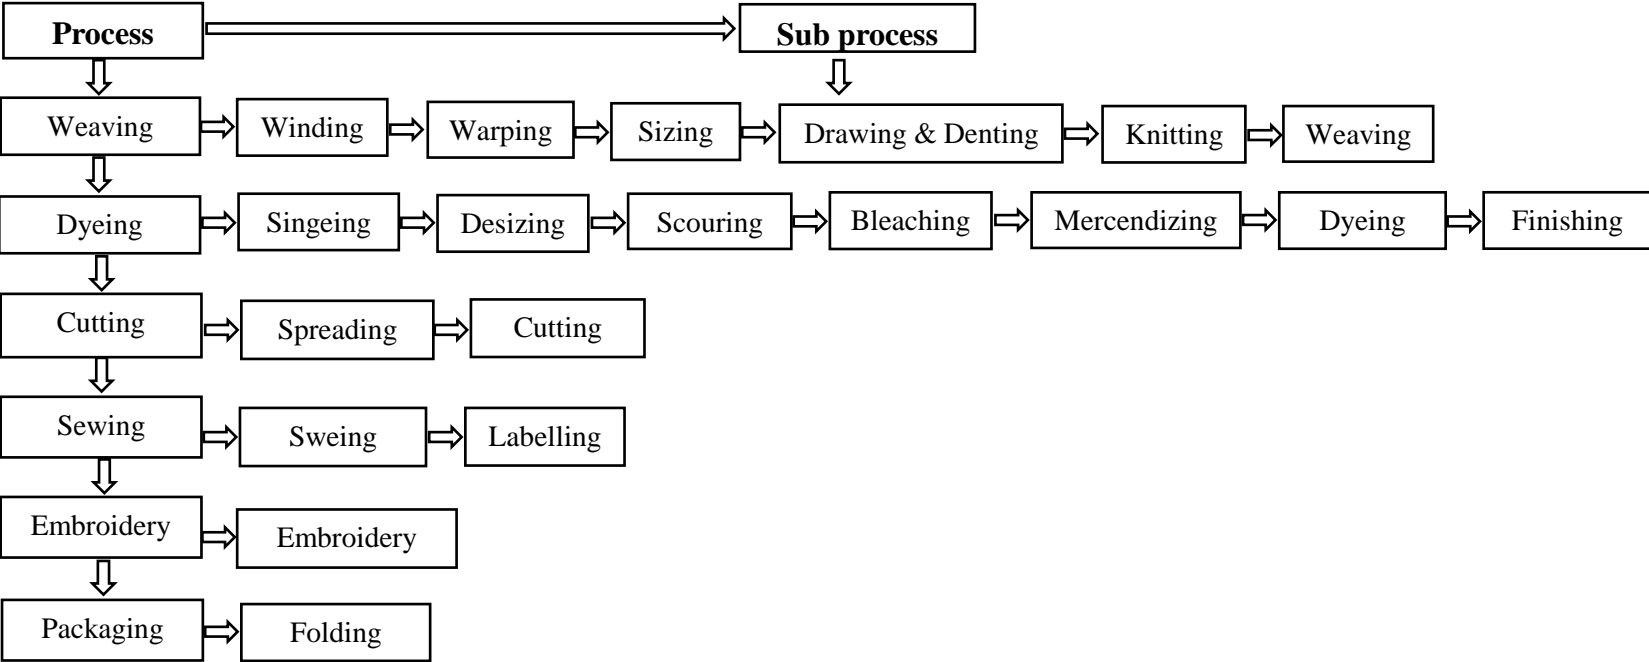 Process
Sub process
Weaving
Winding
Warping
Sizing
Drawing & Denting
Knitting
Weaving
Dyeing
Singeing
Desizing
Scouring
Bleaching
Mercendizing
Dyeing
Finishing
Cutting
Spreading
Cutting
Sewing
Sweing
Labelling
Embroidery
Embroidery
Packaging
Folding